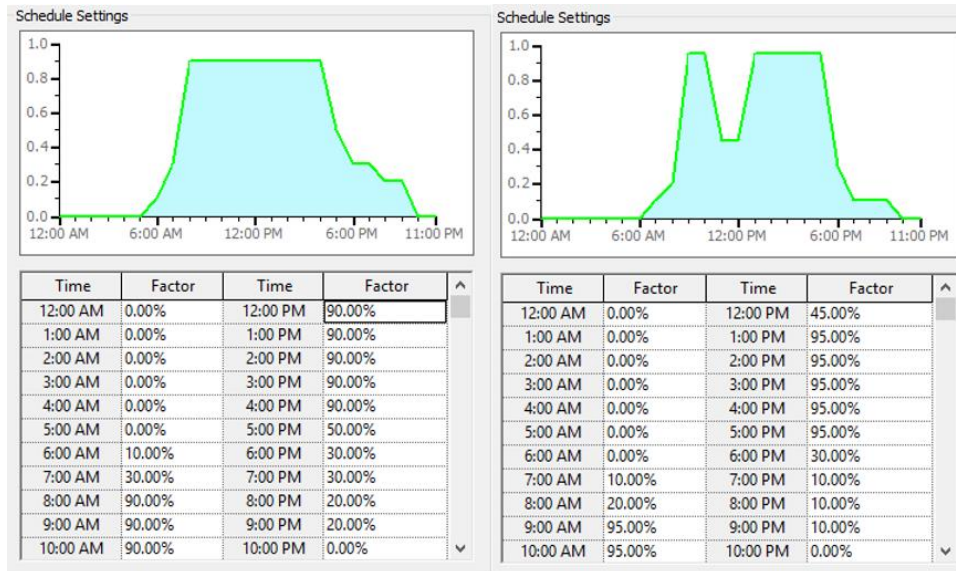 Schedule Settings
1.0
0.8
0.6
0.4
0.2
0.0
12:00 AM 6:00 AM 12:00 PM 6:00 PM 11:00 PM
Time Factor Time Factor
12:00 AM 0.00% 12:00 PM 90.00%
1:00 AM 0.00% 1:00 PM 90.00%
2:00 AM 0.00% 2:00 PM 90.00%
3:00 AM 0.00% 3:00 PM 90.00%
4:00 AM 0.00% 4:00 PM 90.00%
5:00 AM 0.00% 5:00 PM 50.00%
6:00 AM 10.00% 6:00 PM 30.00%
7:00 AM 30.00% 7:00 PM 30.00%
8:00 AM 90.00% 8:00 PM 20.00%
9:00 AM 90.00% 9:00 PM 20.00%
10:00 AM 90.00% 10:00 PM 0.00%
Schedule Settings
1.0
0.8
0.6
0.4
0.2
0.0
12:00 AM 6:00 AM 12:00 PM 6:00 PM 11:00 PM
Time Factor Time Factor
12:00 AM 0.00% 12:00 PM 45.00%
1:00 AM 0.00% 1:00 PM 95.00%
2:00 AM 0.00% 2:00 PM 95.00%
3:00 AM 0.00% 3:00 PM 95.00%
4:00 AM 0.00% 4:00 PM 95.00%
5:00 AM 0.00% 5:00 PM 95.00%
6:00 AM 0.00% 6:00 PM 30.00%
7:00 AM 10.00% 7:00 PM 10.00%
8:00 AM 20.00% 8:00 PM 10.00%
9:00 AM 95.00% 9:00 PM 10.00%
10:00 AM 95.00% 10:00 PM 0.00%